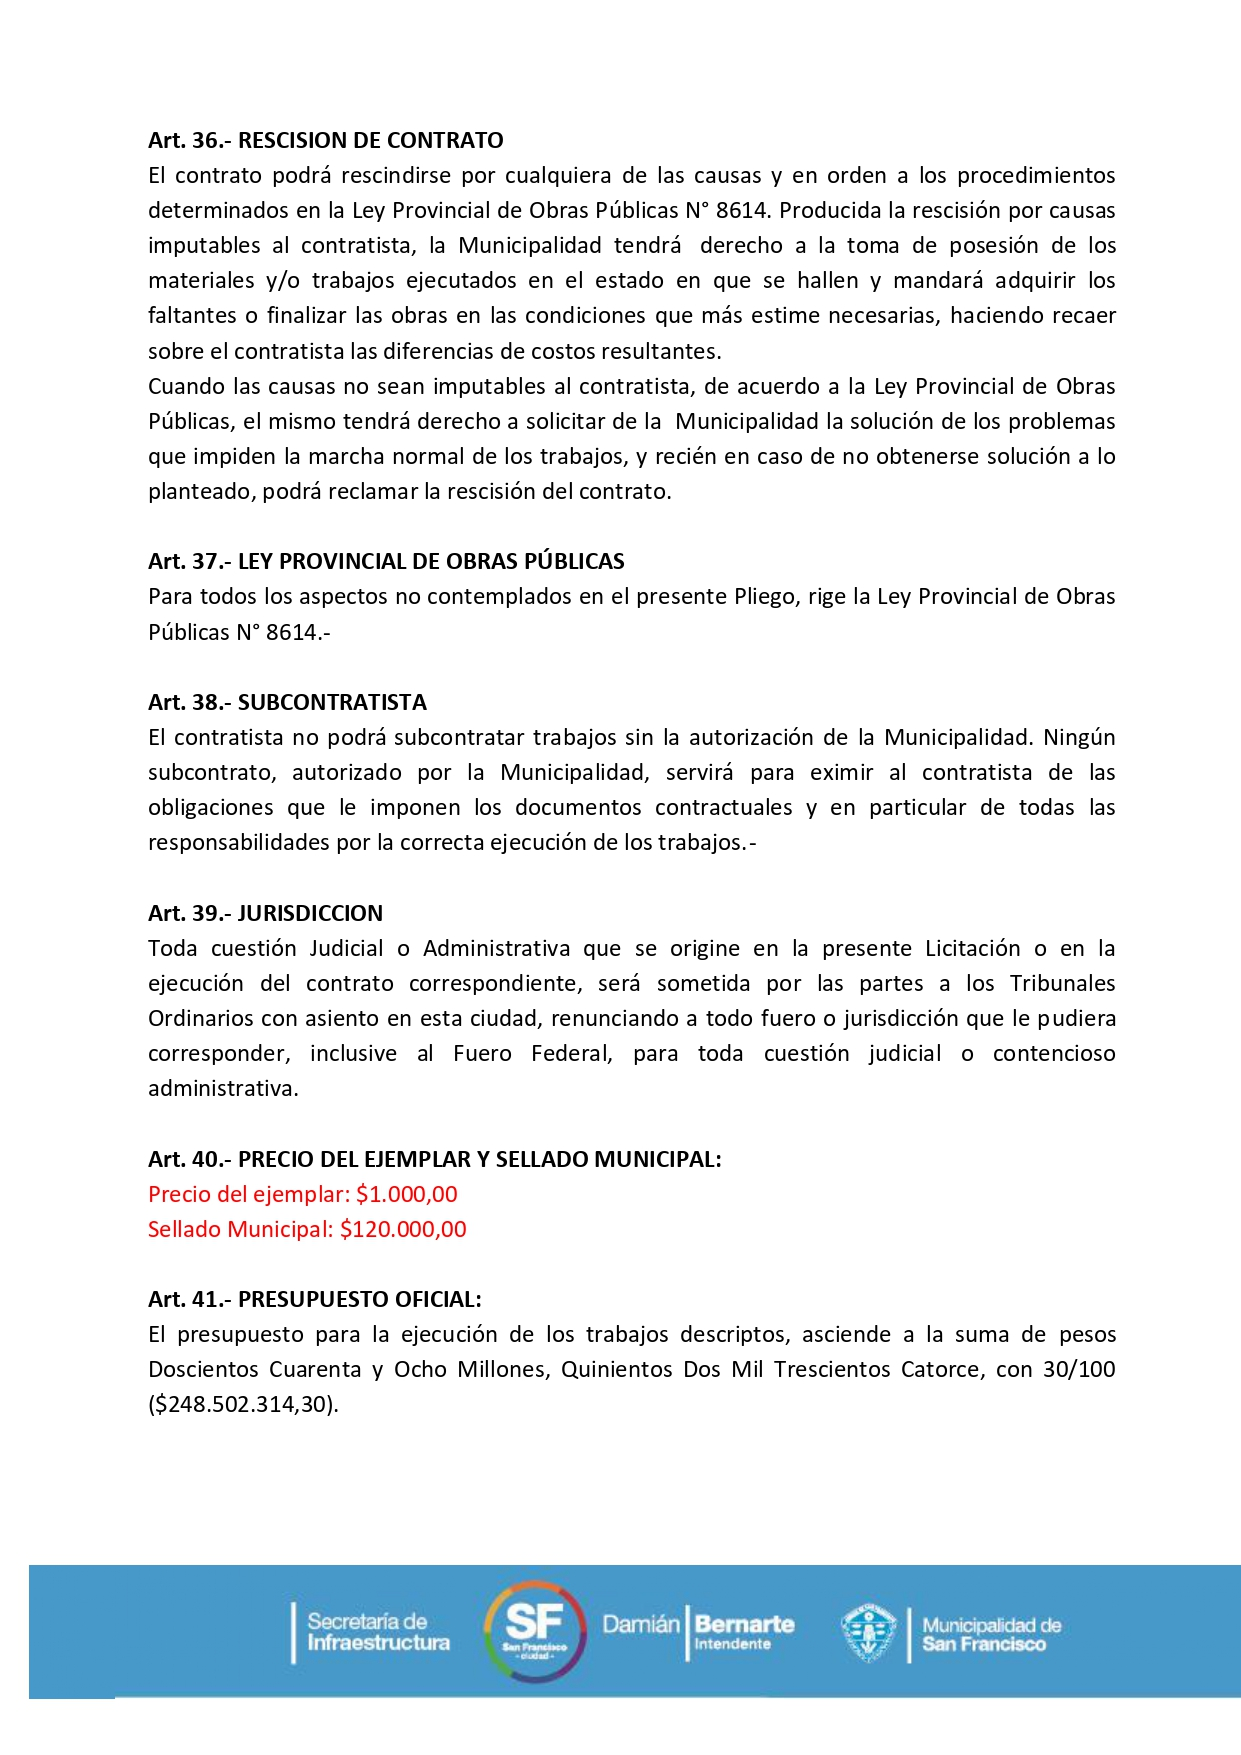 Art. 36.- RESCISION DE CONTRATO
El contrato podrá rescindirse por cualquiera de las causas y en orden a los procedimientos
determinados en la Ley Provincial de Obras Públicas N° 8614. Producida la rescisión por causas
imputables al contratista, la Municipalidad tendrá derecho a la toma de posesión de los
materiales y/o trabajos ejecutados en el estado en que se hallen y mandará adquirir los
faltantes o finalizar las obras en las condiciones que más estime necesarias, haciendo recaer
sobre el contratista las diferencias de costos resultantes.
Cuando las causas no sean imputables al contratista, de acuerdo a la Ley Provincial de Obras
Públicas, el mismo tendrá derecho a solicitar de la Municipalidad la solución de los problemas
que impiden la marcha normal de los trabajos, y recién en caso de no obtenerse solución a lo
planteado, podrá reclamar la rescisión del contrato.
Art. 37.- LEY PROVINCIAL DE OBRAS PÚBLICAS
Para todos los aspectos no contemplados en el presente Pliego, rige la Ley Provincial de Obras
Públicas N° 8614.-
Art. 38.- SUBCONTRATISTA
El contratista no podrá subcontratar trabajos sin la autorización de la Municipalidad. Ningún
subcontrato, autorizado por la Municipalidad, servirá para eximir al contratista de las
obligaciones que le imponen los documentos contractuales y en particular de todas las
responsabilidades por la correcta ejecución de los trabajos.-
Art. 39.- JURISDICCION
Toda cuestión Judicial o Administrativa que se origine en la presente Licitación o en la
ejecución del contrato correspondiente, será sometida por las partes a los Tribunales
Ordinarios con asiento en esta ciudad, renunciando a todo fuero o jurisdicción que le pudiera
corresponder, inclusive al Fuero Federal, para toda cuestión judicial o contencioso
administrativa.
Art. 40.- PRECIO DEL EJEMPLAR Y SELLADO MUNICIPAL:
Precio del ejemplar: $1.000,00
Sellado Municipal: $120.000,00
Art. 41.- PRESUPUESTO OFICIAL:
El presupuesto para la ejecución de los trabajos descriptos, asciende a la suma de pesos
Doscientos Cuarenta y Ocho Millones, Quinientos Dos Mil Trescientos Catorce, con 30/100
($248.502.314,30).
Secretaría de
Infraestructura
SF
San Francisco
- ciudad -
Damián Bernarte
Intendente
Municipalidad de
San Francisco